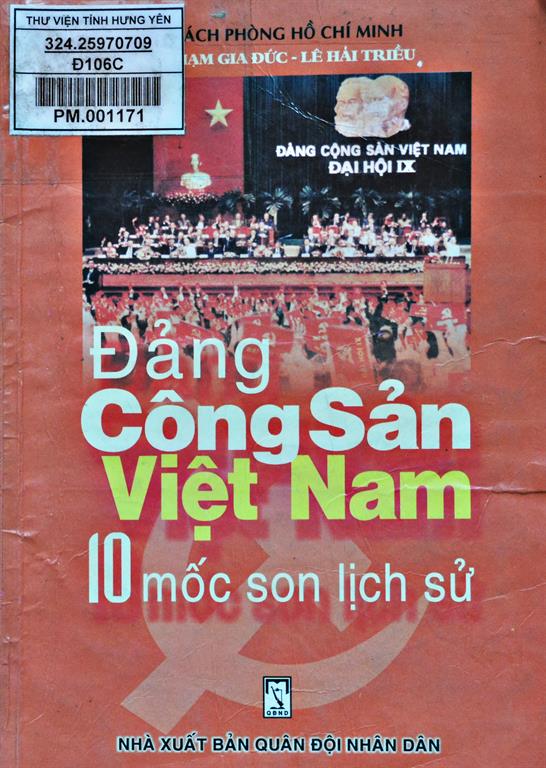 THƯ VIỆN TỈNH HƯNG YÊN
324.25970709
Đ106C
PM.001171
ÁCH PHÒNG HỒ CHÍ MINH
ẠM GIA ĐỨC - LÊ HẢI TRIỀU
ĐẢNG CỘNG SẢN VIỆT NAM
ĐẠI HỘI IX
Đảng
Cộng Sản
Việt Nam
10 mốc son lịch sử
QĐND
NHÀ XUẤT BẢN QUÂN ĐỘI NHÂN DÂN